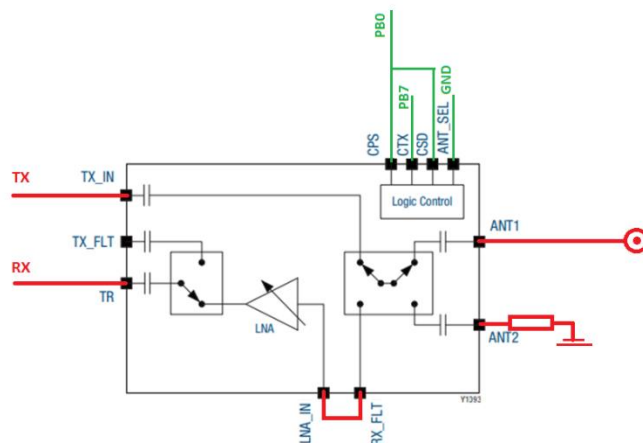 PB0
PB7
GND
CPS
CTX
CSD
ANT_SEL
Logic Control
TX
TX_IN
TX_FLT
RX
TR
LNA
ANT1
ANT2
LNA_IN
RX_FLT
Y1393